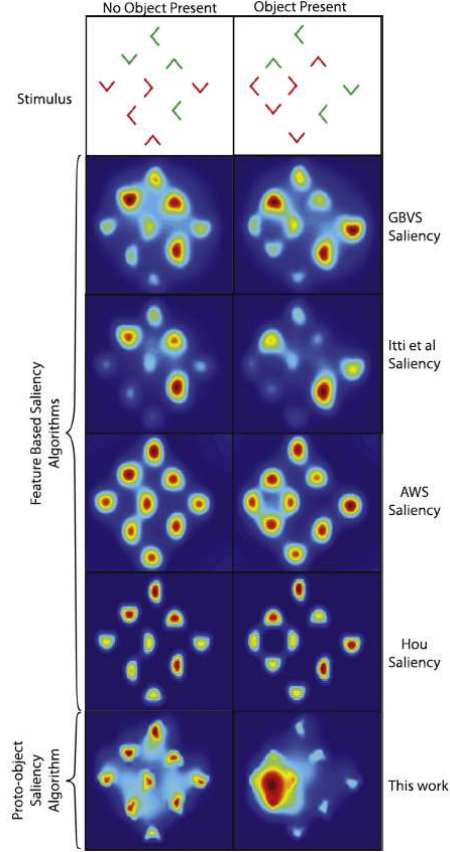 No Object Present
Object Present
Stimulus
Feature Based Saliency
Algorithms
GBVS
Saliency
Itti et al
Saliency
AWS
Saliency
Hou
Saliency
Proto-object
Saliency
Algorithm
This work